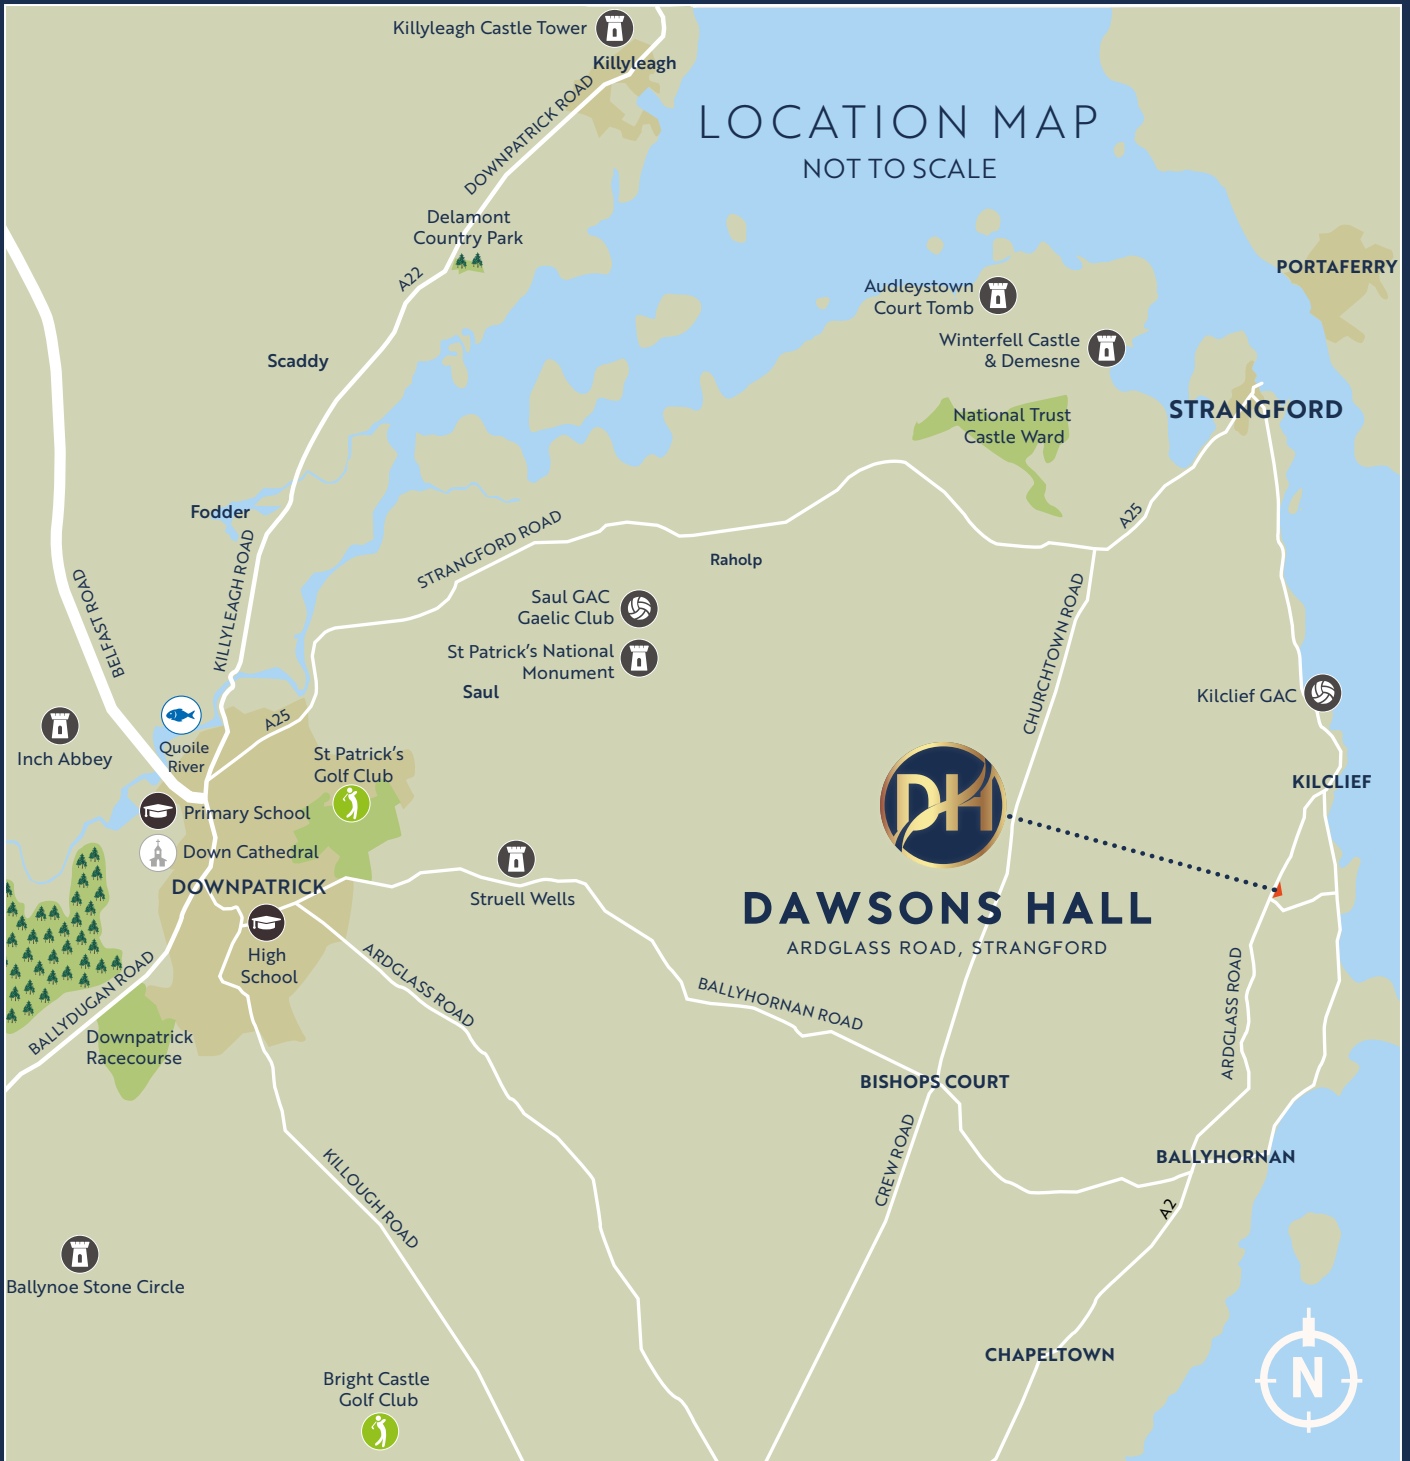 Killyleagh Castle Tower
Killyleagh
DOWNPATRICK ROAD
LOCATION MAP
NOT TO SCALE
Delamont
Country Park
A22
PORTAFERRY
Audleystown
Court Tomb
Winterfell Castle
& Demesne
Scaddy
STRANGFORD
National Trust
Castle Ward
Fodder
A25
STRANGFORD ROAD
Raholp
KILLYLEAGH ROAD
BELFAST ROAD
Saul GAC
Gaelic Club
CHURCHTOWN ROAD
St Patrick's National
Monument
Saul
Kilclief GAC
A25
Quoile
River
Inch Abbey
St Patrick's
Golf Club
KILCLIEF
Primary School
DH
Down Cathedral
DOWNPATRICK
Struell Wells
DAWSONS HALL
ARDGLASS ROAD, STRANGFORD
High
School
ARDGLASS ROAD
BALLYDUGAN ROAD
BALLYHORNAN ROAD
ARDGLASS ROAD
Downpatrick
Racecourse
BISHOPS COURT
CREW ROAD
BALLYHORNAN
KILLOUGH ROAD
A2
Ballynoe Stone Circle
CHAPELTOWN
N
Bright Castle
Golf Club